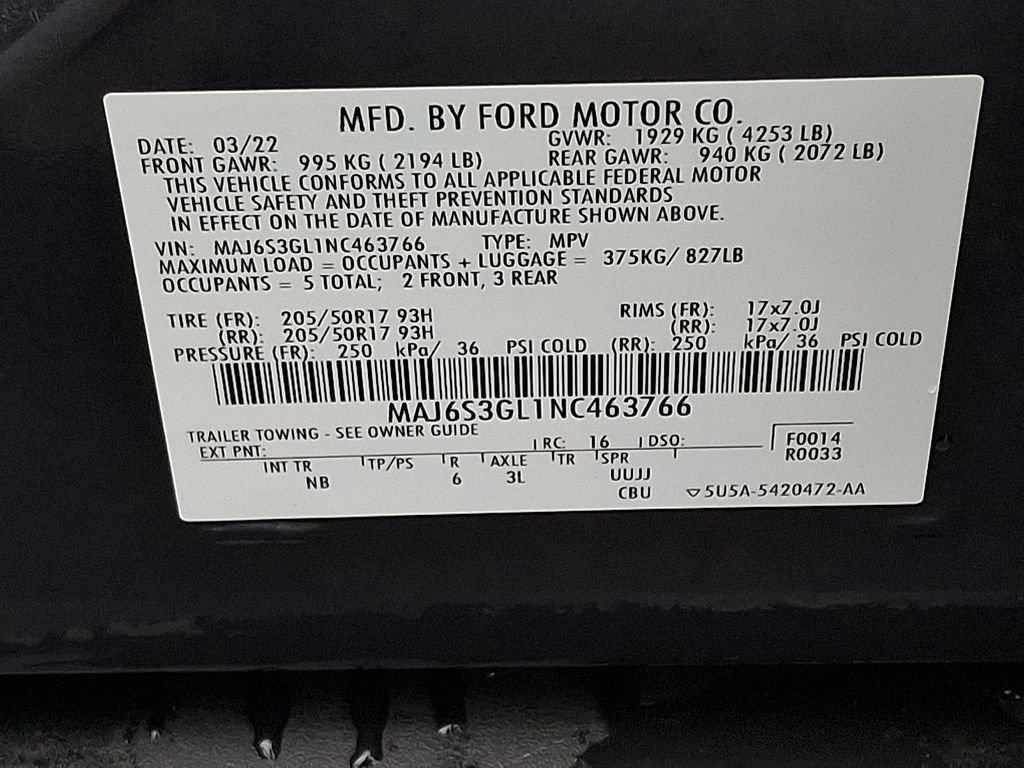 MFD. BY FORD MOTOR CO.
DATE: 03/22 GVWR: 1929 KG ( 4253 LB)
FRONT GAWR: 995 KG ( 2194 LB) REAR GAWR: 940 KG ( 2072 LB)
THIS VEHICLE CONFORMS TO ALL APPLICABLE FEDERAL MOTOR
VEHICLE SAFETY AND THEFT PREVENTION STANDARDS
IN EFFECT ON THE DATE OF MANUFACTURE SHOWN ABOVE.
VIN: MAJ6S3GL1NC463766 TYPE: MPV
MAXIMUM LOAD = OCCUPANTS + LUGGAGE = 375KG/ 827LB
OCCUPANTS = 5 TOTAL; 2 FRONT, 3 REAR
TIRE (FR): 205/50R17 93H RIMS (FR): 17x7.0J
(RR): 205/50R17 93H (RR): 17x7.0J
PRESSURE (FR): 250 kPa/ 36 PSI COLD (RR): 250 kPa/ 36 PSI COLD
MAJ6S3GL1NC463766
TRAILER TOWING - SEE OWNER GUIDE
EXT PNT: RC: 16 DSO: F0014
R0033
INT TR TP/PS R AXLE TR SPR
NB 6 3L UUJJ
CBU ▽5U5A-5420472-AA